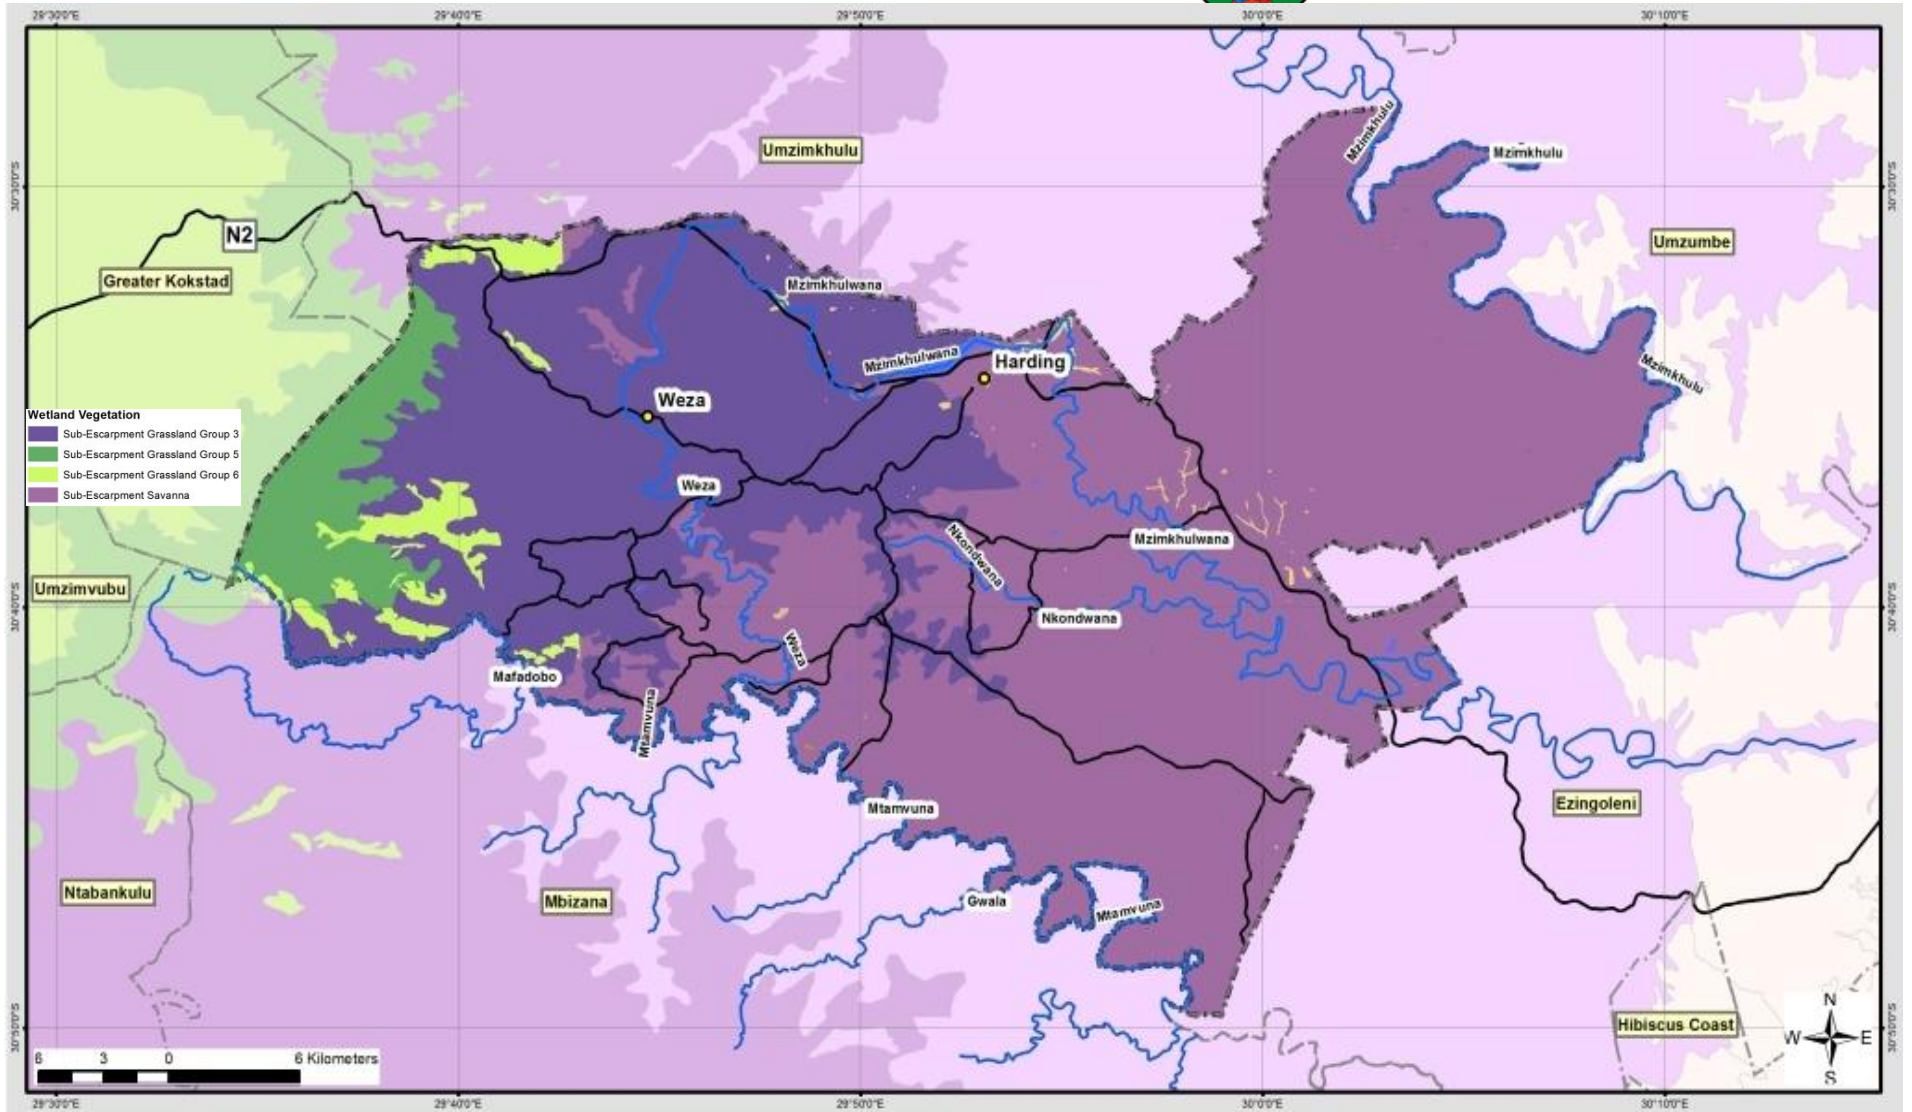 29°30'0"E
29°40'0"E
29°50'0"E
30°0'0"E
30°10'0"E
Umzimkhulu
Mzimkhulu
Mzimkhulu
30°30'0"S
30°30'0"S
N2
Umzumbe
Greater Kokstad
Mzimkhulwana
Mzimkhulwana
Harding
Mzimkhulu
Weza
Wetland Vegetation
Sub-Escarpment Grassland Group 3
Sub-Escarpment Grassland Group 5
Sub-Escarpment Grassland Group 6
Sub-Escarpment Savanna
Weza
Nkondwana
Mzimkhulwana
Umzimvubu
30°40'0"S
30°40'0"S
Nkondwana
Weza
Mafadobo
Mtamvuna
Mtamvuna
Ezingoleni
Ntabankulu
Mbizana
Gwala
Mtamvuna
Hibiscus Coast
N
W E
S
30°50'0"S
30°50'0"S
6 3 0 6 Kilometers
29°30'0"E
29°40'0"E
29°50'0"E
30°0'0"E
30°10'0"E